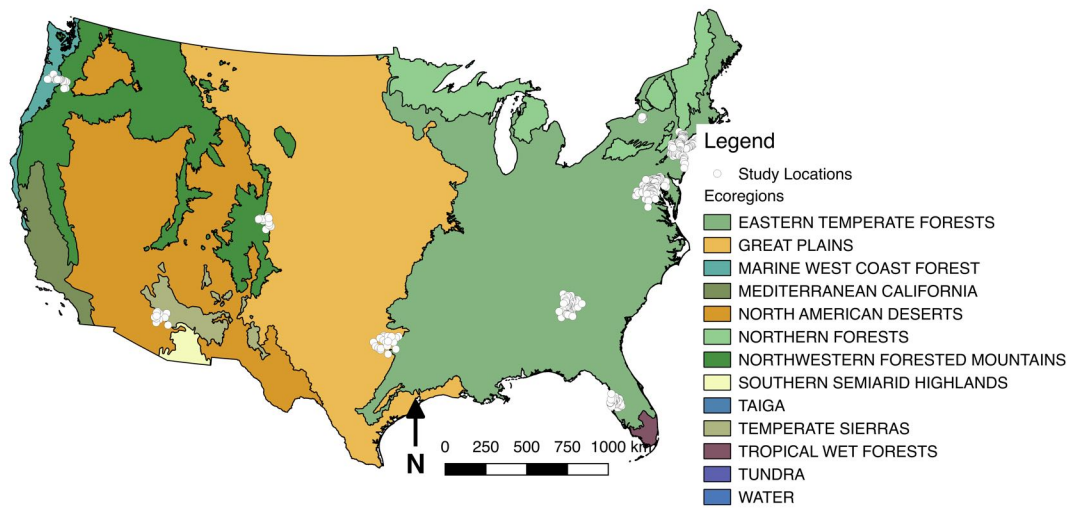 Legend
Study Locations
Ecoregions
EASTERN TEMPERATE FORESTS
GREAT PLAINS
MARINE WEST COAST FOREST
MEDITERRANEAN CALIFORNIA
NORTH AMERICAN DESERTS
NORTHERN FORESTS
NORTHWESTERN FORESTED MOUNTAINS
SOUTHERN SEMIARID HIGHLANDS
TAIGA
TEMPERATE SIERRAS
TROPICAL WET FORESTS
TUNDRA
WATER
0 250 500 750 1000 km
N